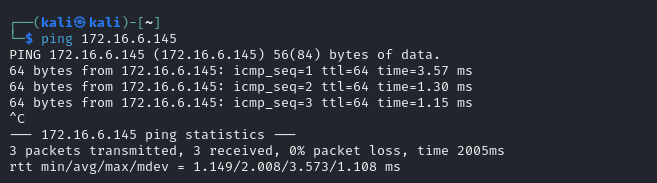 ┌──(kali㉿kali)-[~]
└─$ ping 172.16.6.145
PING 172.16.6.145 (172.16.6.145) 56(84) bytes of data.
64 bytes from 172.16.6.145: icmp_seq=1 ttl=64 time=3.57 ms
64 bytes from 172.16.6.145: icmp_seq=2 ttl=64 time=1.30 ms
64 bytes from 172.16.6.145: icmp_seq=3 ttl=64 time=1.15 ms
^C
--- 172.16.6.145 ping statistics ---
3 packets transmitted, 3 received, 0% packet loss, time 2005ms
rtt min/avg/max/mdev = 1.149/2.008/3.573/1.108 ms